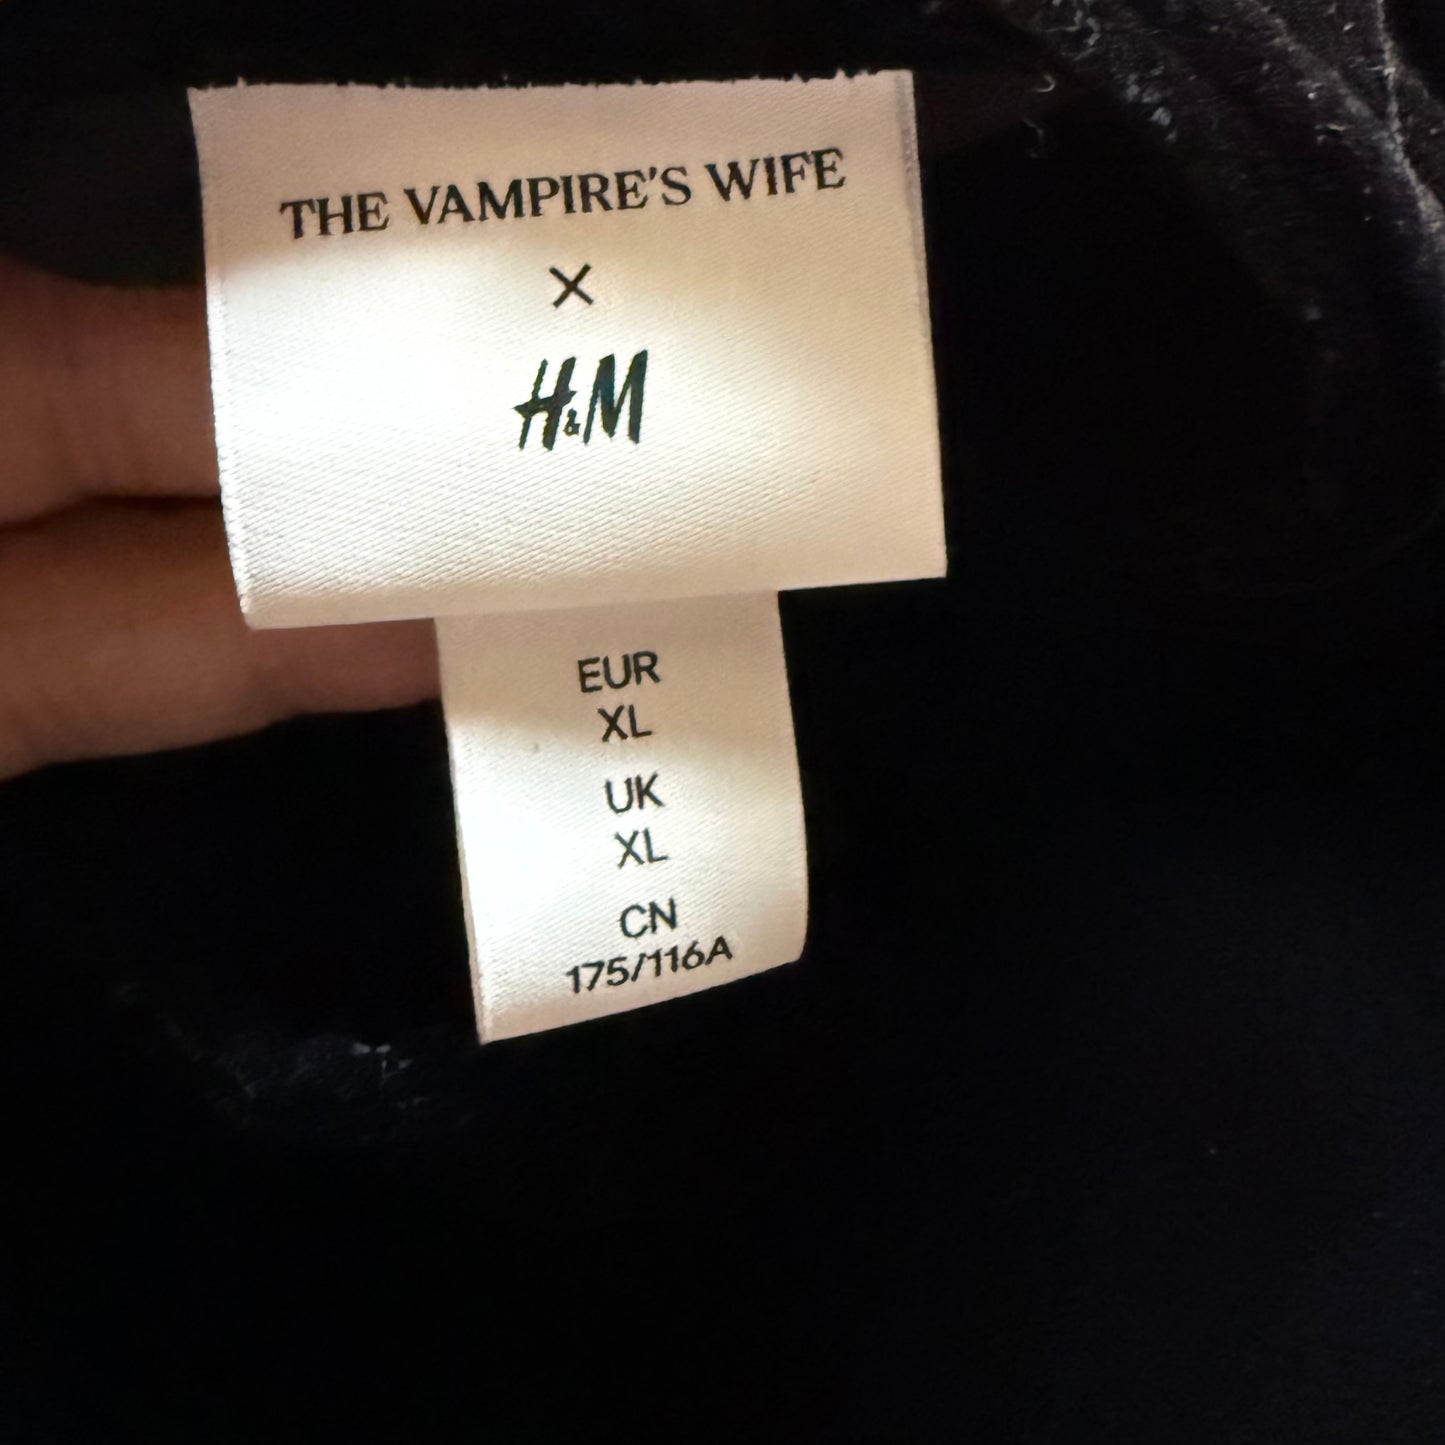 THE VAMPIRE'S WIFE
×
H&M
EUR
XL
UK
XL
CN
175/116A